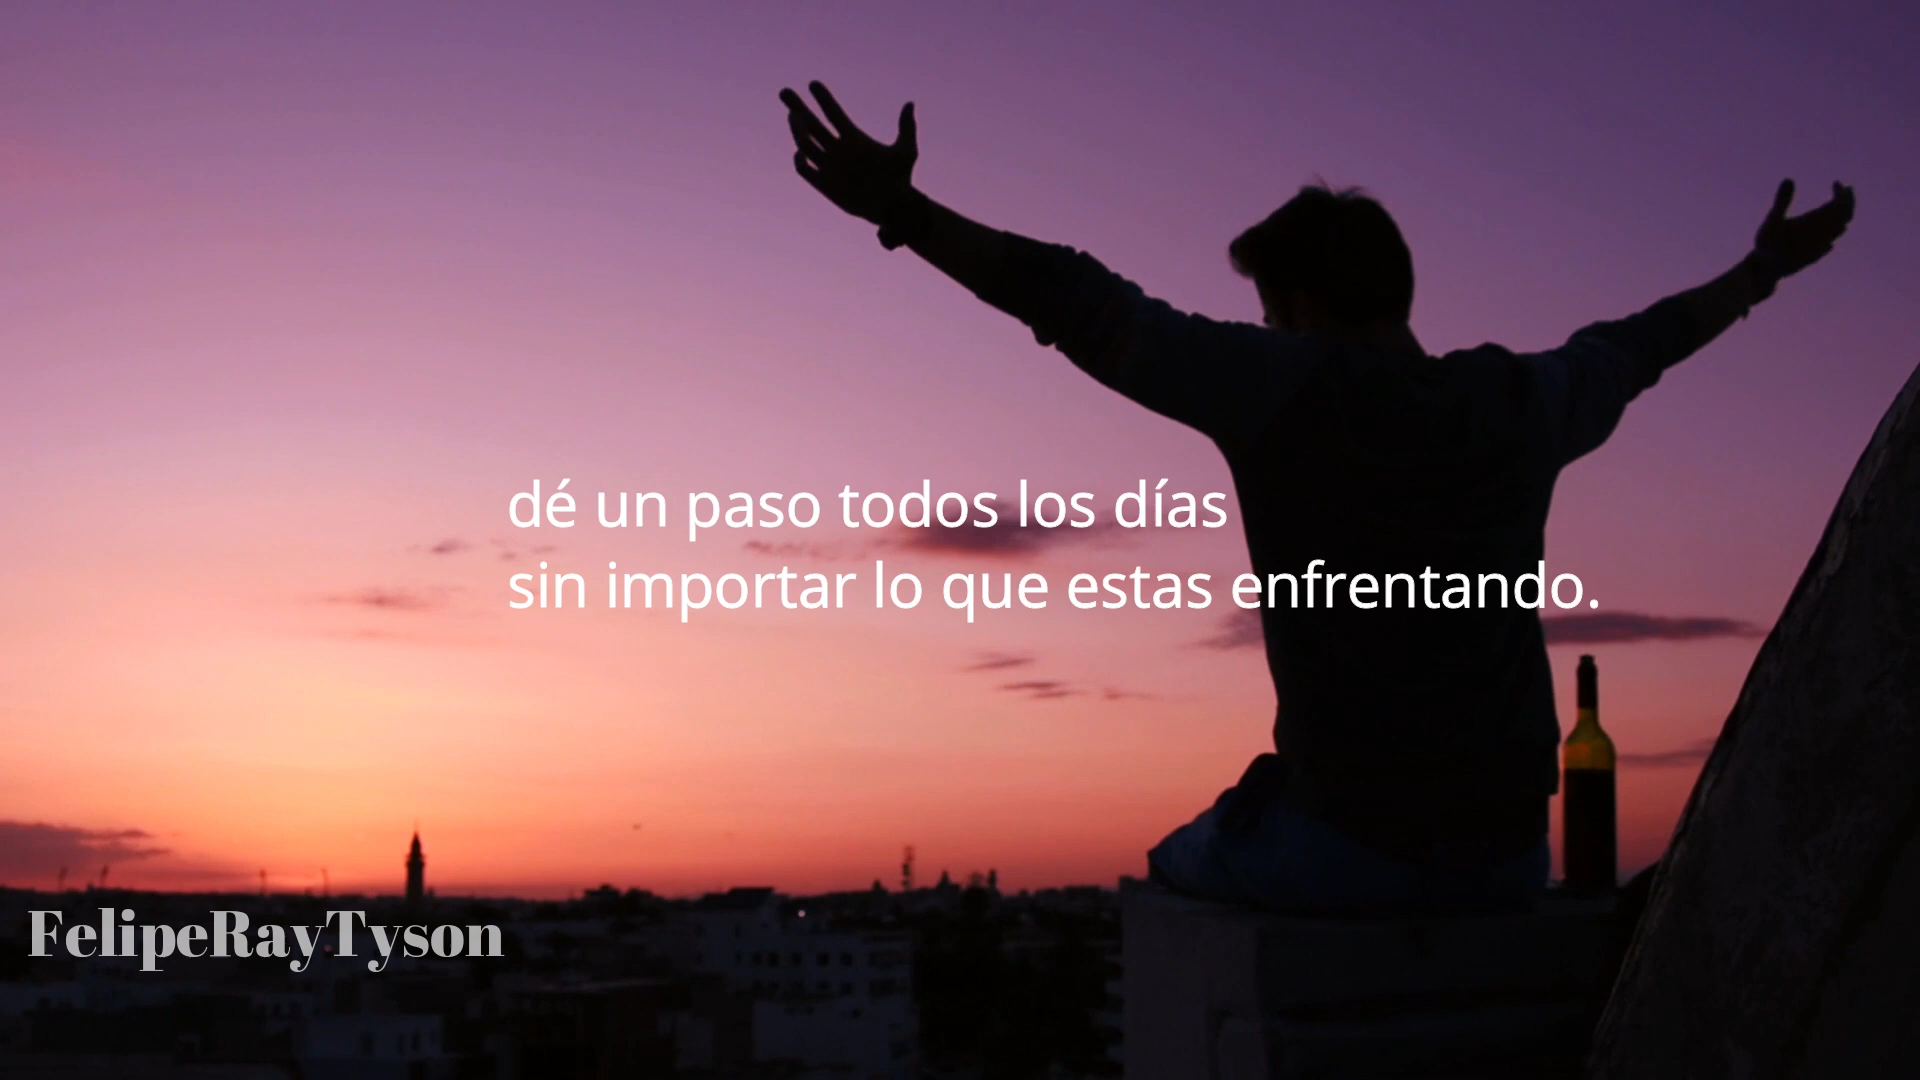 dé un paso todos los días
sin importar lo que estas enfrentando.
FelipeRayTyson